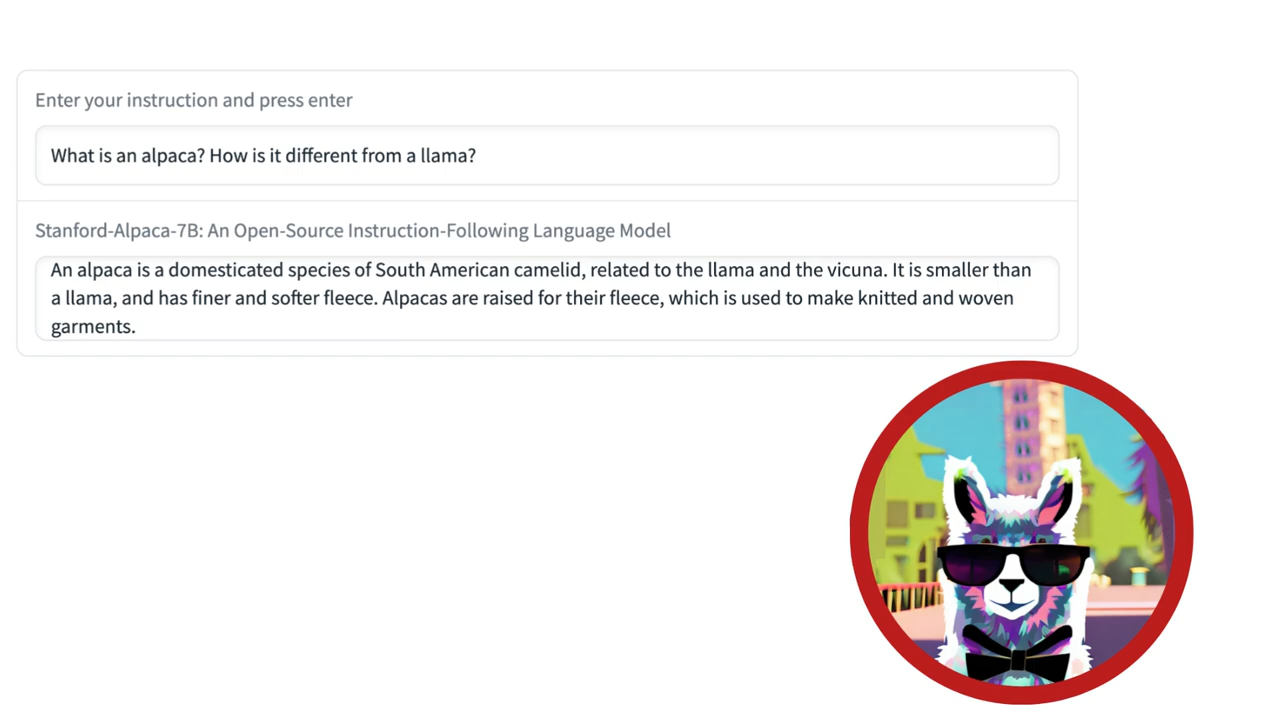 Enter your instruction and press enter
What is an alpaca? How is it different from a llama?
Stanford-Alpaca-7B: An Open-Source Instruction-Following Language Model
An alpaca is a domesticated species of South American camelid, related to the llama and the vicuna. It is smaller than
a llama, and has finer and softer fleece. Alpacas are raised for their fleece, which is used to make knitted and woven
garments.